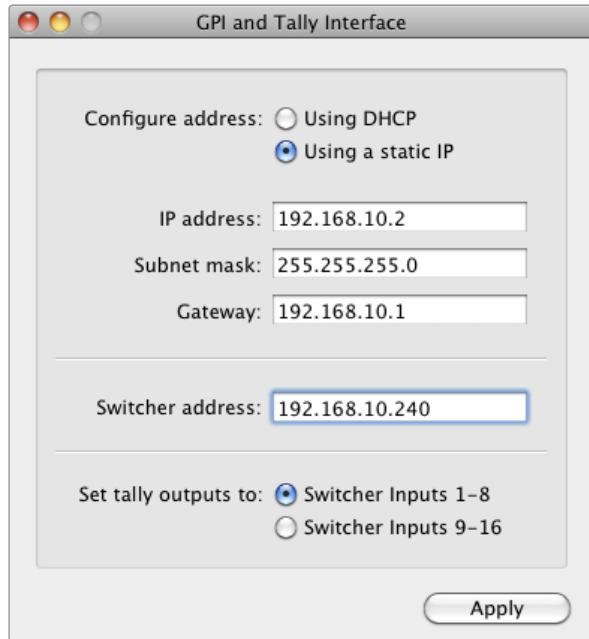 GPI and Tally Interface
Configure address: Using DHCP
Using a static IP
IP address: 192.168.10.2
Subnet mask: 255.255.255.0
Gateway: 192.168.10.1
Switcher address: 192.168.10.240
Set tally outputs to: Switcher Inputs 1–8
Switcher Inputs 9–16
Apply